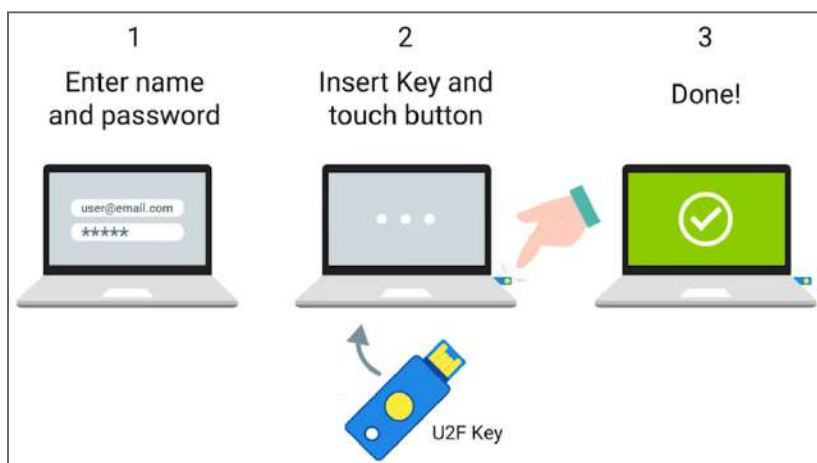 1
Enter name
and password
user@email.com
*****
2
Insert Key and
touch button
U2F Key
3
Done!